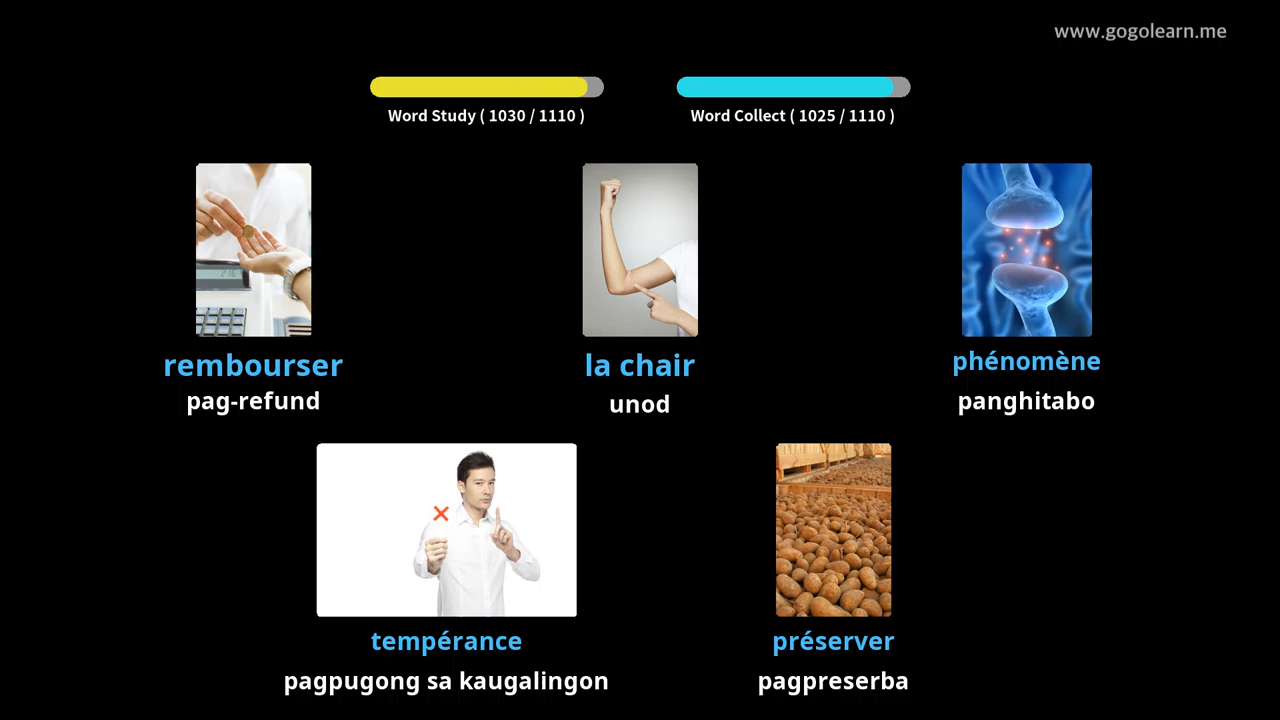 www.gogolearn.me
Word Study ( 1030 / 1110 )
Word Collect ( 1025 / 1110 )
rembourser
pag-refund
la chair
unod
phénomène
panghitabo
tempérance
pagpugong sa kaugalingon
préserver
pagpreserba